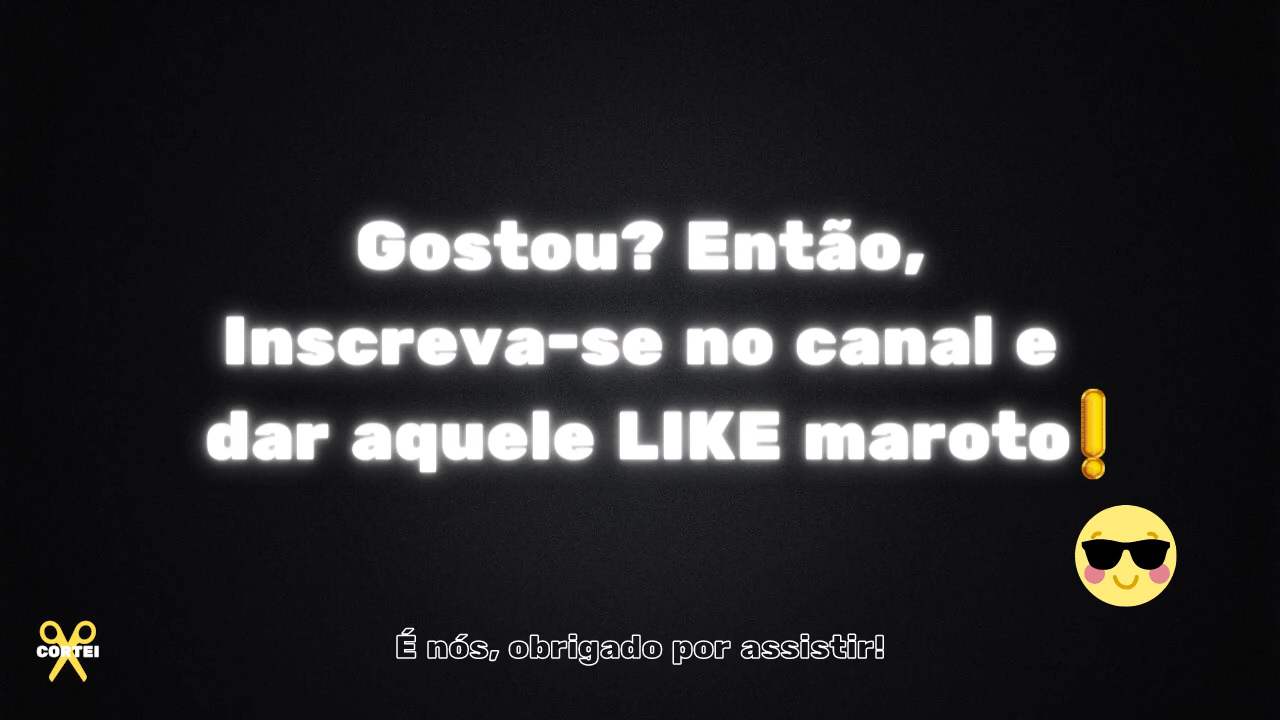 Gostou? Então,
Inscreva-se no canal e
dar aquele LIKE maroto!
É nós, obrigado por assistir!
CORTEI